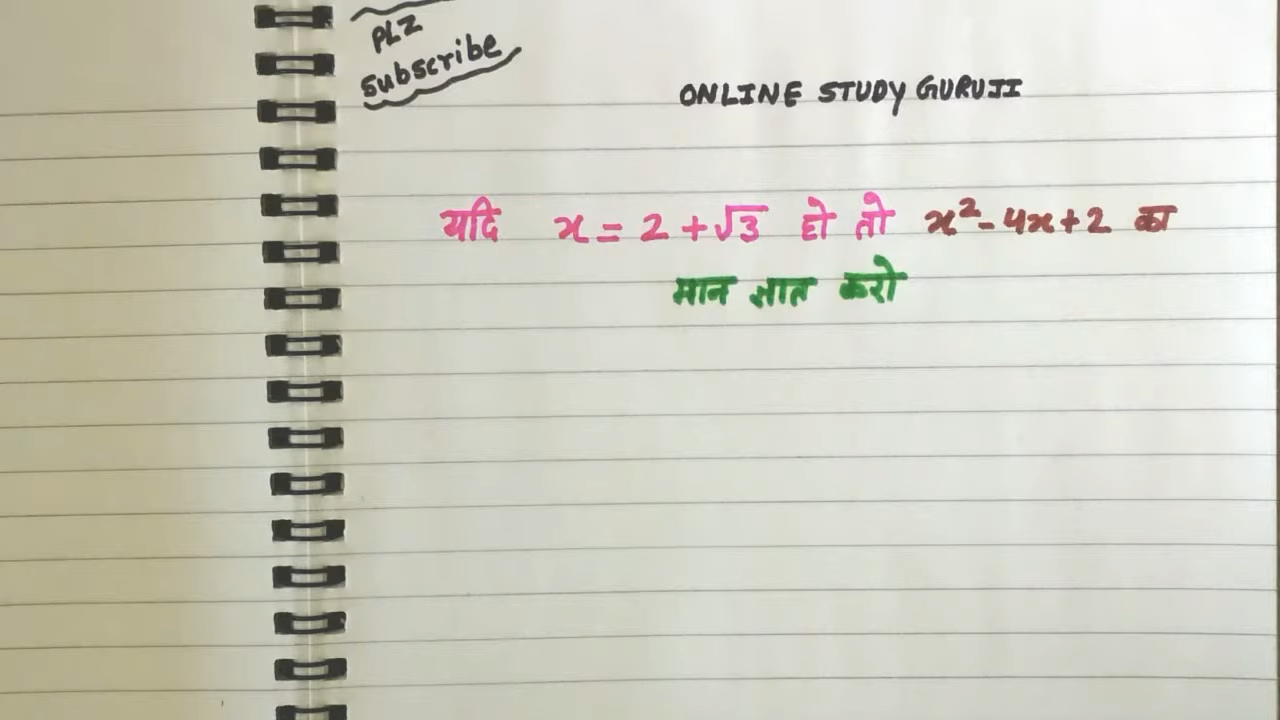 PLZ
Subscribe
ONLINE STUDY GURUJI
यदि x = 2 + √3 हो तो x² - 4x + 2 का
मान ज्ञात करो